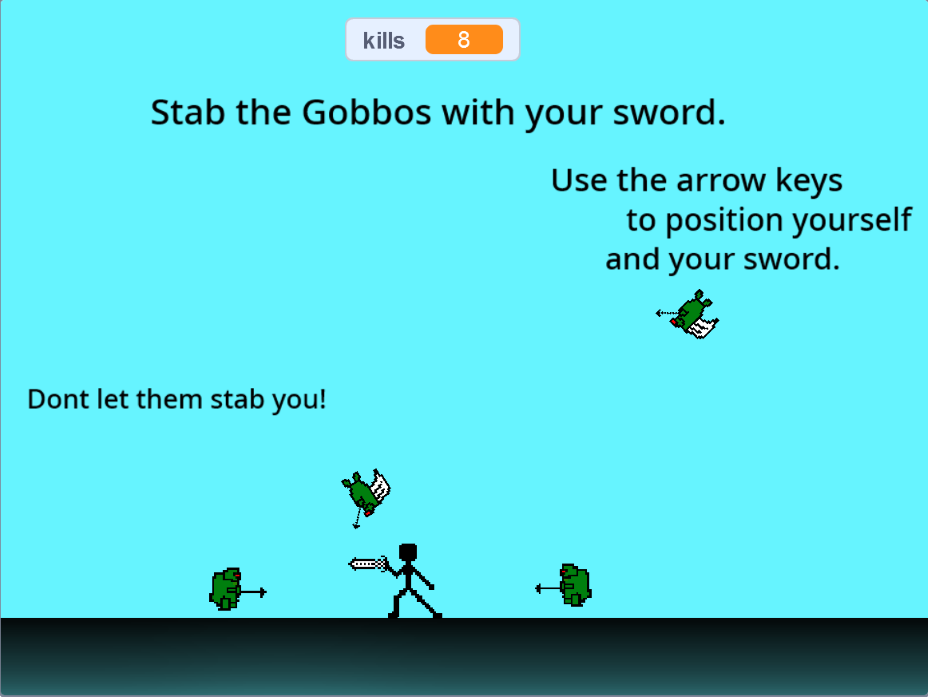 kills 8
Stab the Gobbos with your sword.
Use the arrow keys
to position yourself
and your sword.
Dont let them stab you!